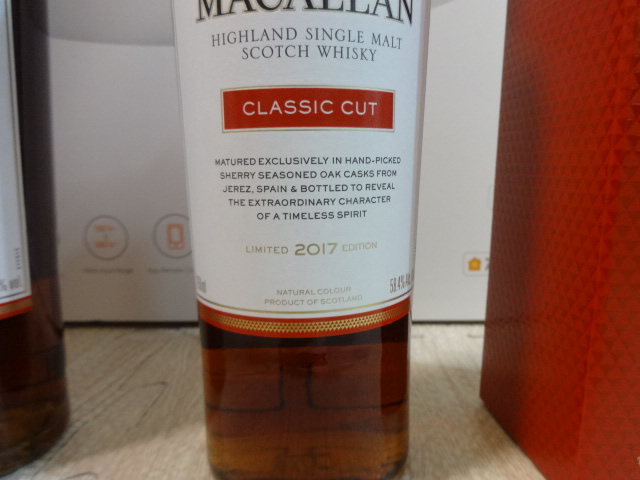 MACALLAN
HIGHLAND SINGLE MALT
SCOTCH WHISKY
CLASSIC CUT
MATURED EXCLUSIVELY IN HAND-PICKED
SHERRY SEASONED OAK CASKS FROM
JEREZ, SPAIN & BOTTLED TO REVEAL
THE EXTRAORDINARY CHARACTER
OF A TIMELESS SPIRIT
LIMITED 2017 EDITION
NATURAL COLOUR
PRODUCT OF SCOTLAND
58.4%